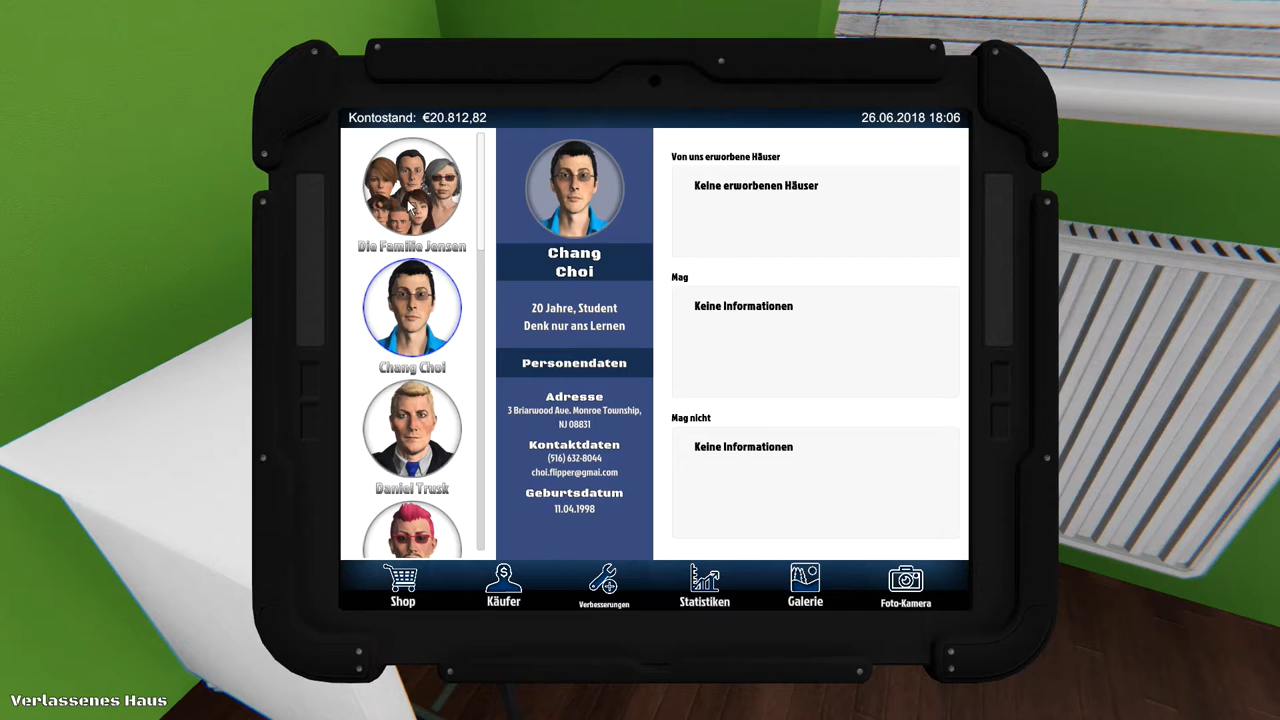 Kontostand: €20.812,82
26.06.2018 18:06
Die Familie Jensen
Chang Choi
Daniel Trusk
Chang
Choi
20 Jahre, Student
Denk nur ans Lernen
Personendaten
Adresse
3 Briarwood Ave. Monroe Township,
NJ 08831
Kontaktdaten
(516) 632-8044
choi.flipper@gmai.com
Geburtsdatum
11.04.1998
Von uns erworbene Häuser
Keine erworbenen Häuser
Mag
Keine Informationen
Mag nicht
Keine Informationen
Shop
Käufer
Verbesserungen
Statistiken
Galerie
Foto-Kamera
Verlassenes Haus